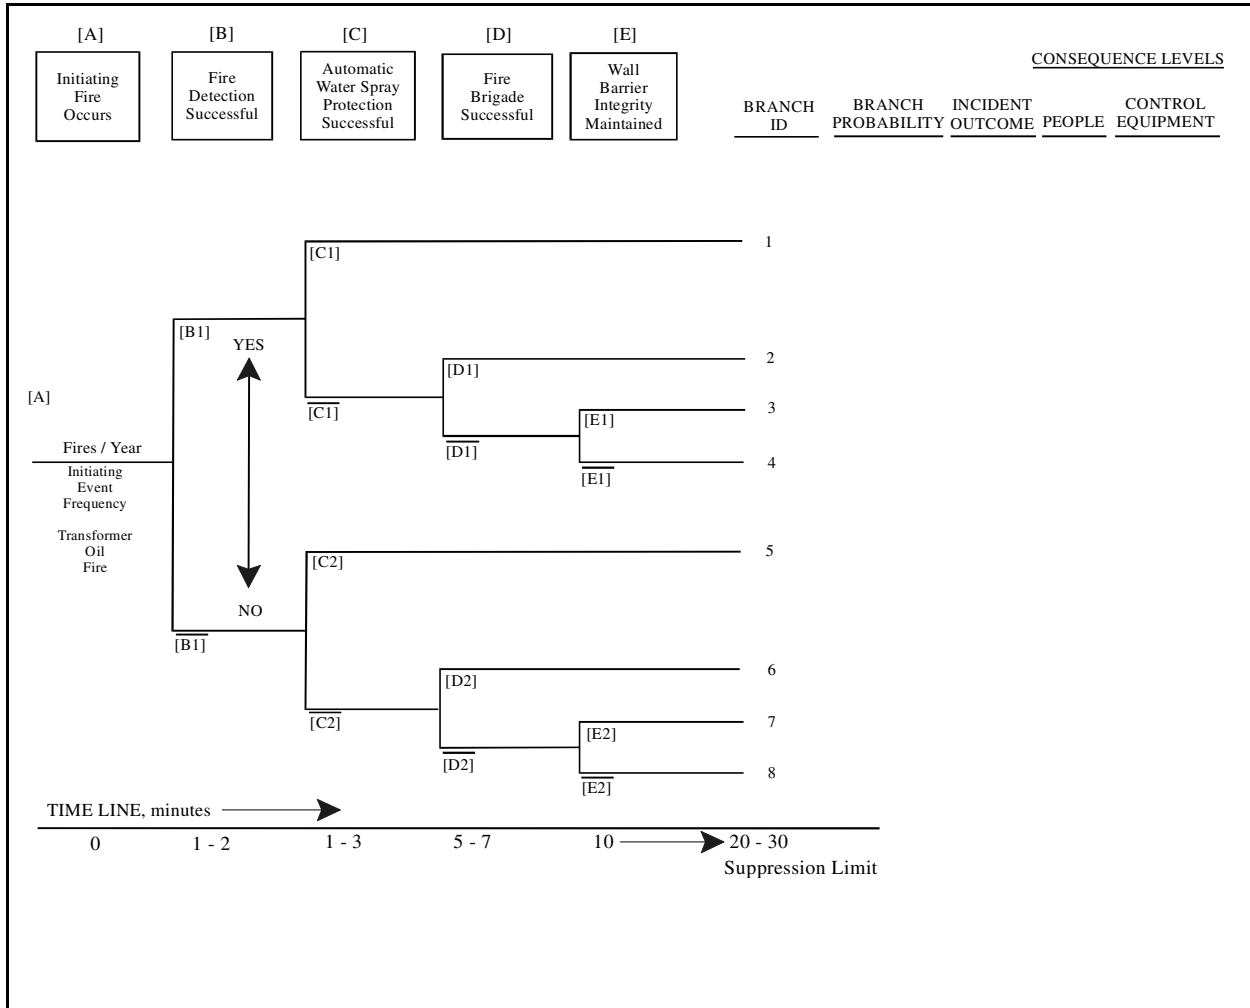 [A]
[B]
[C]
[D]
[E]
Initiating
Fire
Occurs
Fire
Detection
Successful
Automatic
Water Spray
Protection
Successful
Fire
Brigade
Successful
Wall
Barrier
Integrity
Maintained
CONSEQUENCE LEVELS
BRANCH
ID
BRANCH
PROBABILITY
INCIDENT
OUTCOME
PEOPLE
CONTROL
EQUIPMENT
1
[C1]
[B1]
YES
2
[D1]
[A]
3
[C1]
[E1]
Fires / Year
[D1]
4
Initiating
Event
Frequency
[E1]
Transformer
Oil
Fire
5
[C2]
NO
[B1]
6
[D2]
[C2]
7
[E2]
[D2]
8
[E2]
TIME LINE, minutes
0
1 - 2
1 - 3
5 - 7
10
20 - 30
Suppression Limit